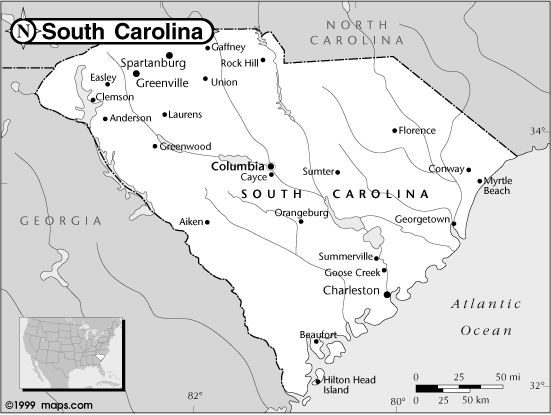 N South Carolina
NORTH
CAROLINA
Gaffney
Spartanburg
Rock Hill
Easley
Greenville
Union
Clemson
Anderson
Laurens
Florence
34°
Greenwood
Columbia
Cayce
Sumter
Conway
Myrtle
Beach
SOUTH CAROLINA
GEORGIA
Aiken
Orangeburg
Georgetown
Summerville
Goose Creek
Charleston
Atlantic
Ocean
Beaufort
Hilton Head
Island
0 25 50 mi
0 25 50 km
32°
82°
80°
©1999 maps.com